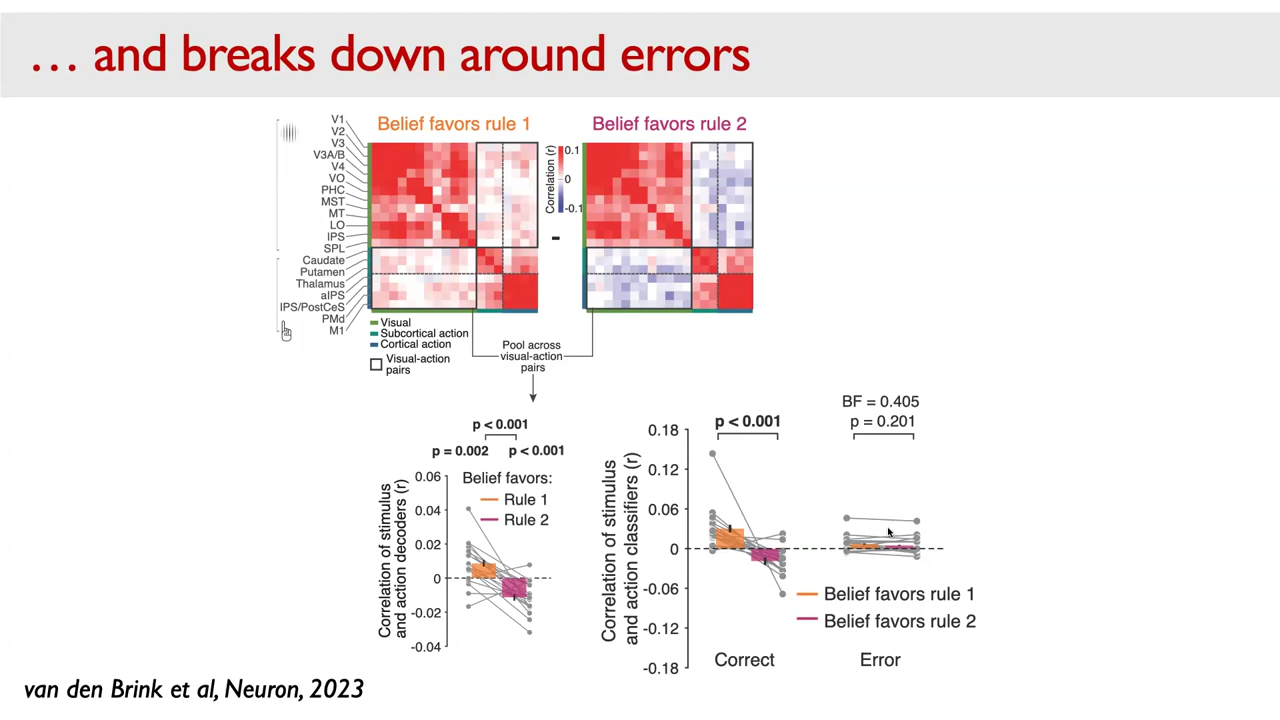 … and breaks down around errors
Belief favors rule 1
Belief favors rule 2
V1
V2
V3
V3A/B
V4
VO
PHC
MST
MT
LO
IPS
SPL
Caudate
Putamen
Thalamus
aIPS
IPS/PostCeS
PMd
M1
Correlation (r)
0.1
0
-0.1
-
Visual
Subcortical action
Cortical action
Visual-action
pairs
Pool across
visual-action
pairs
p < 0.001
p = 0.002
p < 0.001
Correlation of stimulus
and action decoders (r)
0.06
0.04
0.02
0
-0.02
-0.04
Belief favors:
Rule 1
Rule 2
Correlation of stimulus
and action classifiers (r)
0.18
0.12
0.06
0
-0.06
-0.12
-0.18
p < 0.001
BF = 0.405
p = 0.201
Belief favors rule 1
Belief favors rule 2
Correct
Error
van den Brink et al, Neuron, 2023